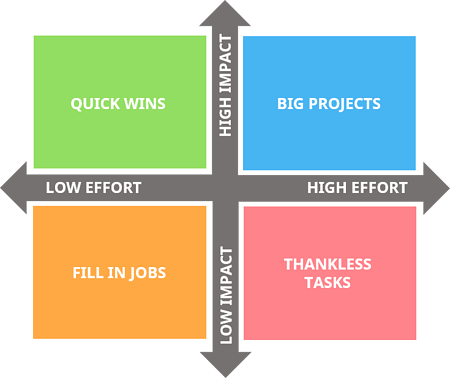 HIGH IMPACT
QUICK WINS
BIG PROJECTS
LOW EFFORT
HIGH EFFORT
FILL IN JOBS
THANKLESS
TASKS
LOW IMPACT